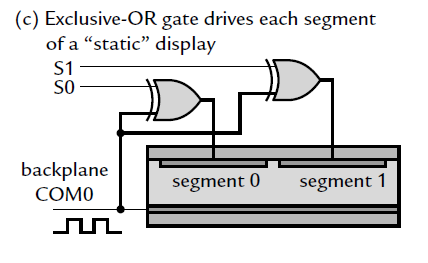 (c) Exclusive-OR gate drives each segment
of a “static” display
S1
S0
backplane
COM0
segment 0
segment 1